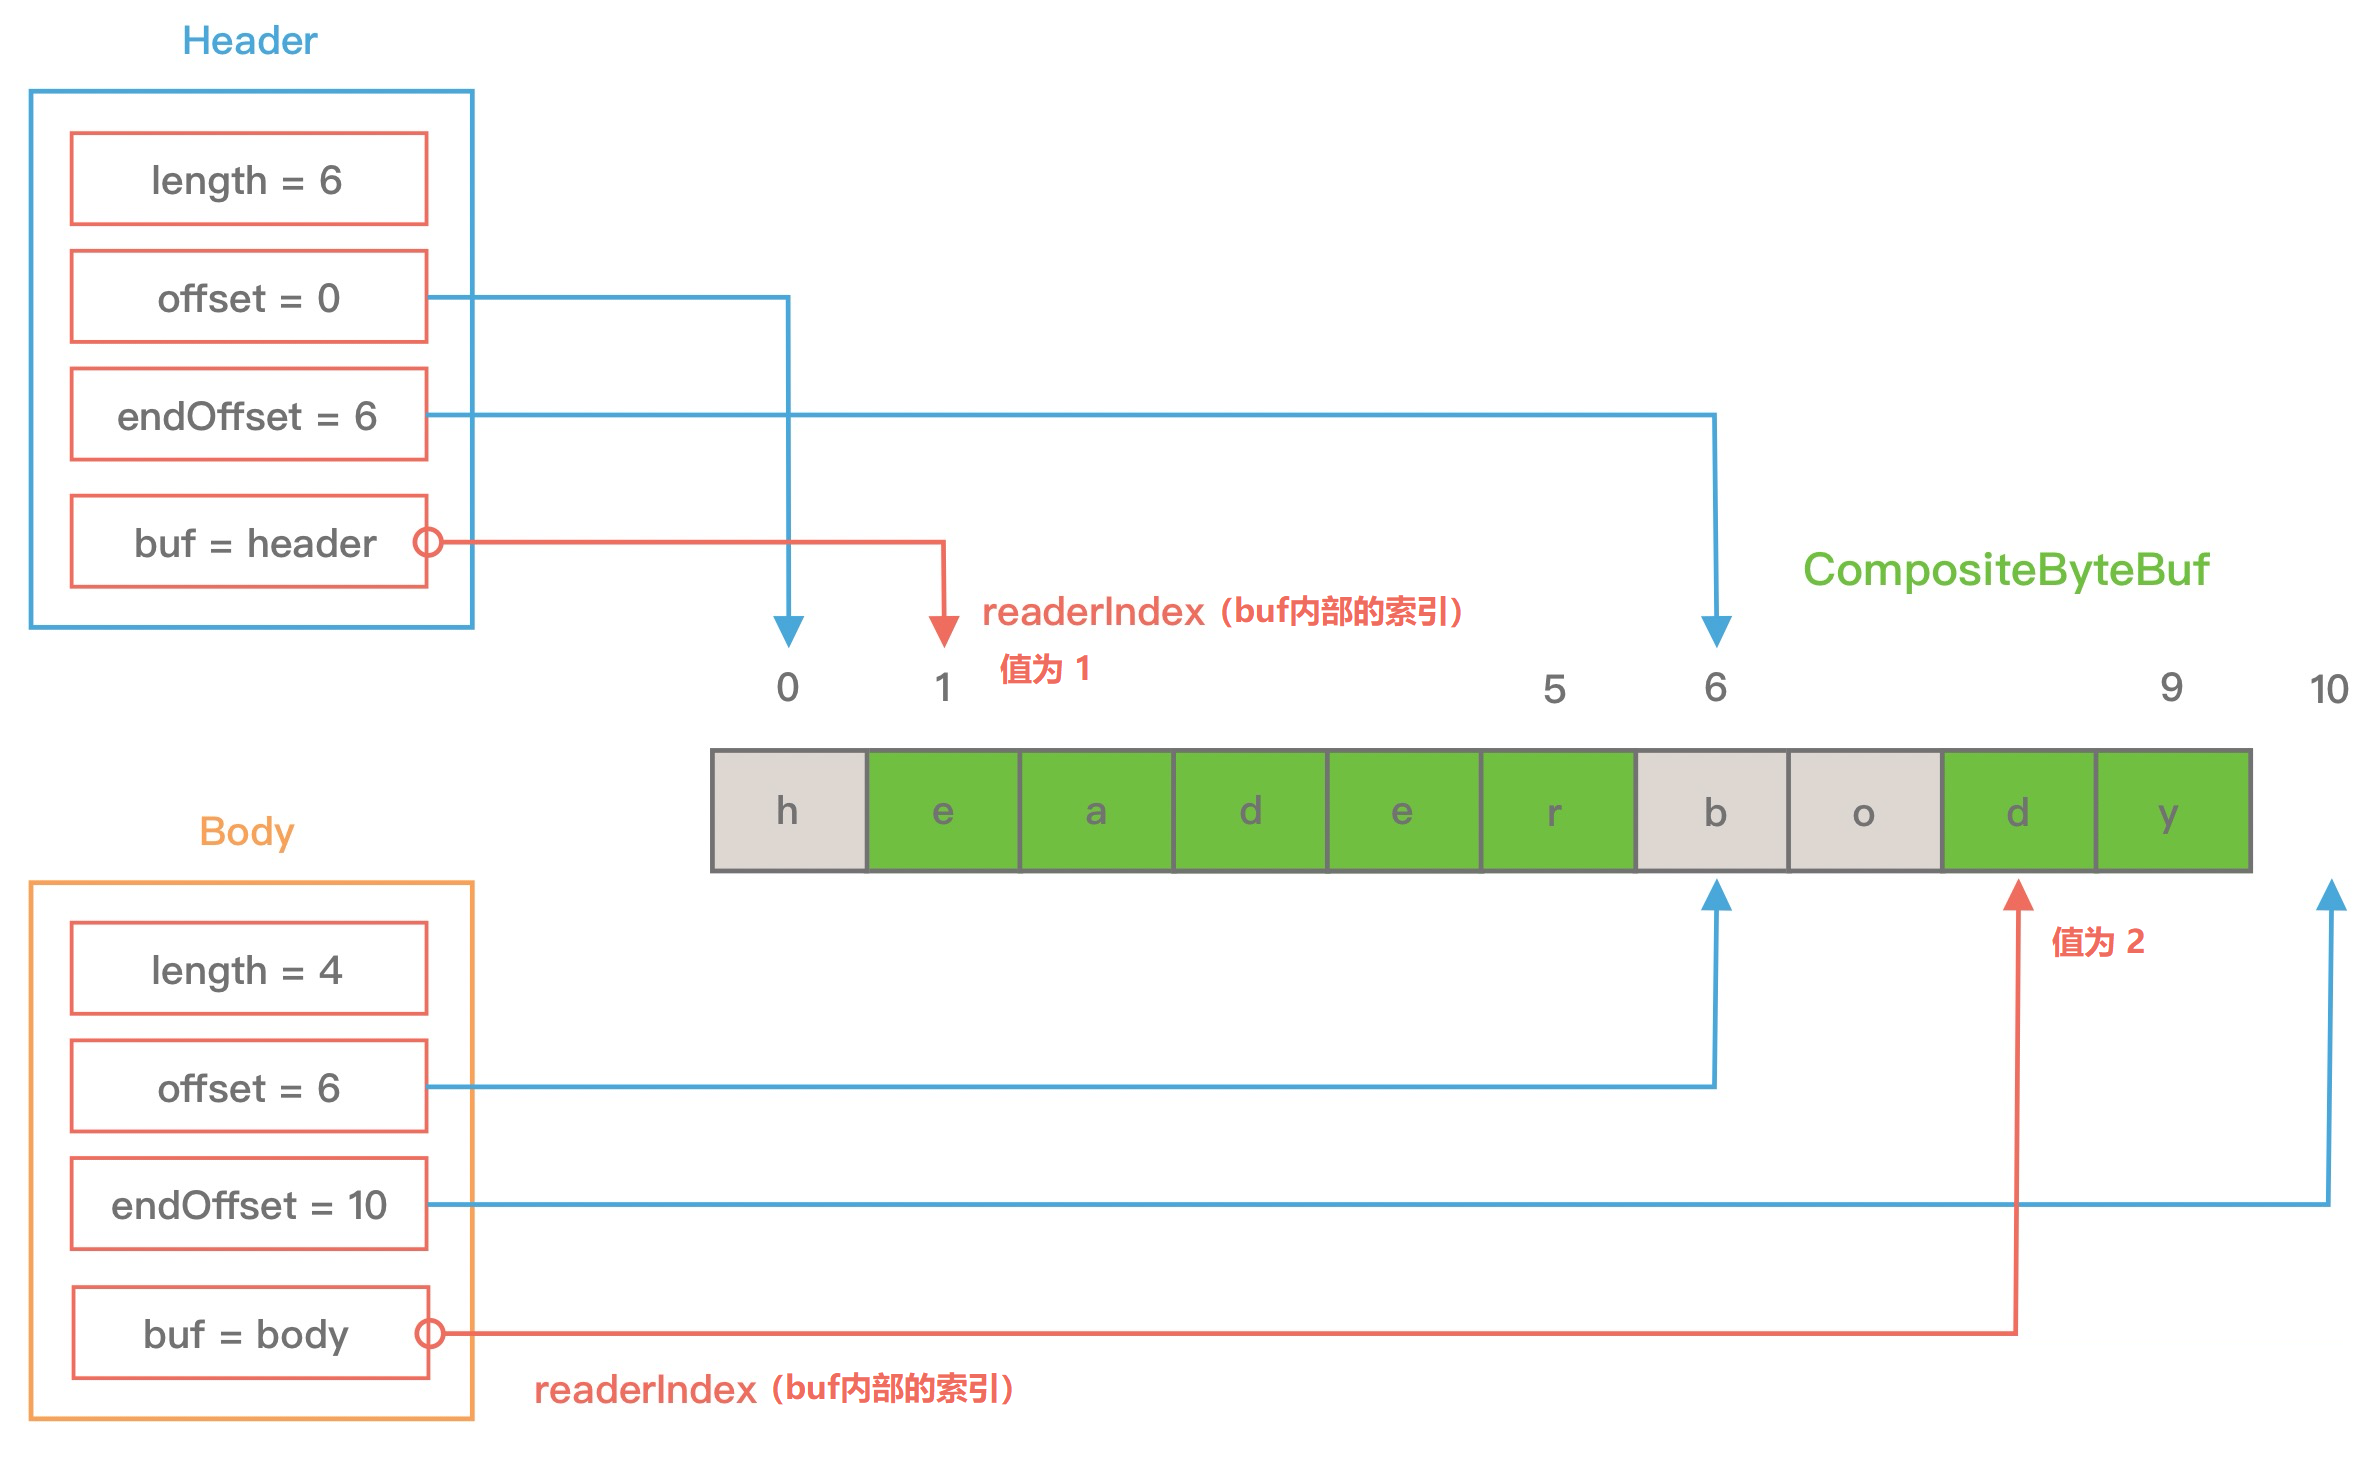 Header
length = 6
offset = 0
endOffset = 6
buf = header
CompositeByteBuf
readerIndex (buf内部的索引)
值为 1
0 1 5 6 9 10
h e a d e r b o d y
值为 2
Body
length = 4
offset = 6
endOffset = 10
buf = body
readerIndex (buf内部的索引)